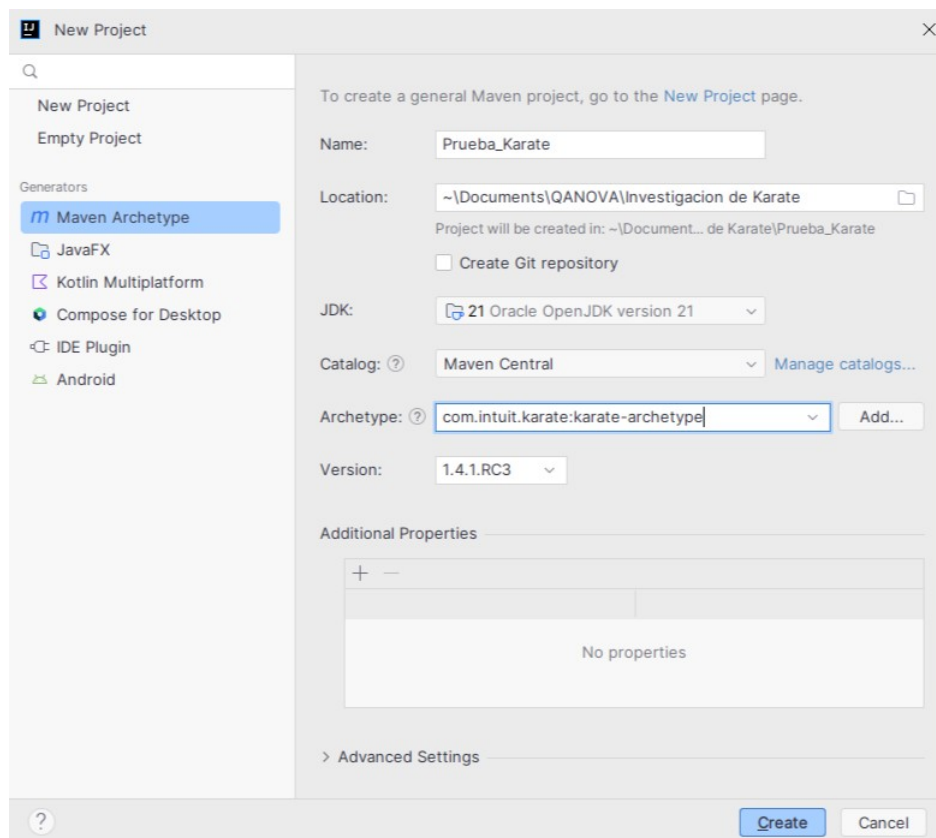 New Project
New Project
Empty Project
Generators
Maven Archetype
JavaFX
Kotlin Multiplatform
Compose for Desktop
IDE Plugin
Android
To create a general Maven project, go to the New Project page.
Name: Prueba_Karate
Location: ~\Documents\QANOVA\Investigacion de Karate
Project will be created in: ~\Document... de Karate\Prueba_Karate
Create Git repository
JDK: 21 Oracle OpenJDK version 21
Catalog: ? Maven Central Manage catalogs...
Archetype: ? com.intuit.karate:karate-archetype Add...
Version: 1.4.1.RC3
Additional Properties
No properties
Advanced Settings
? Create Cancel